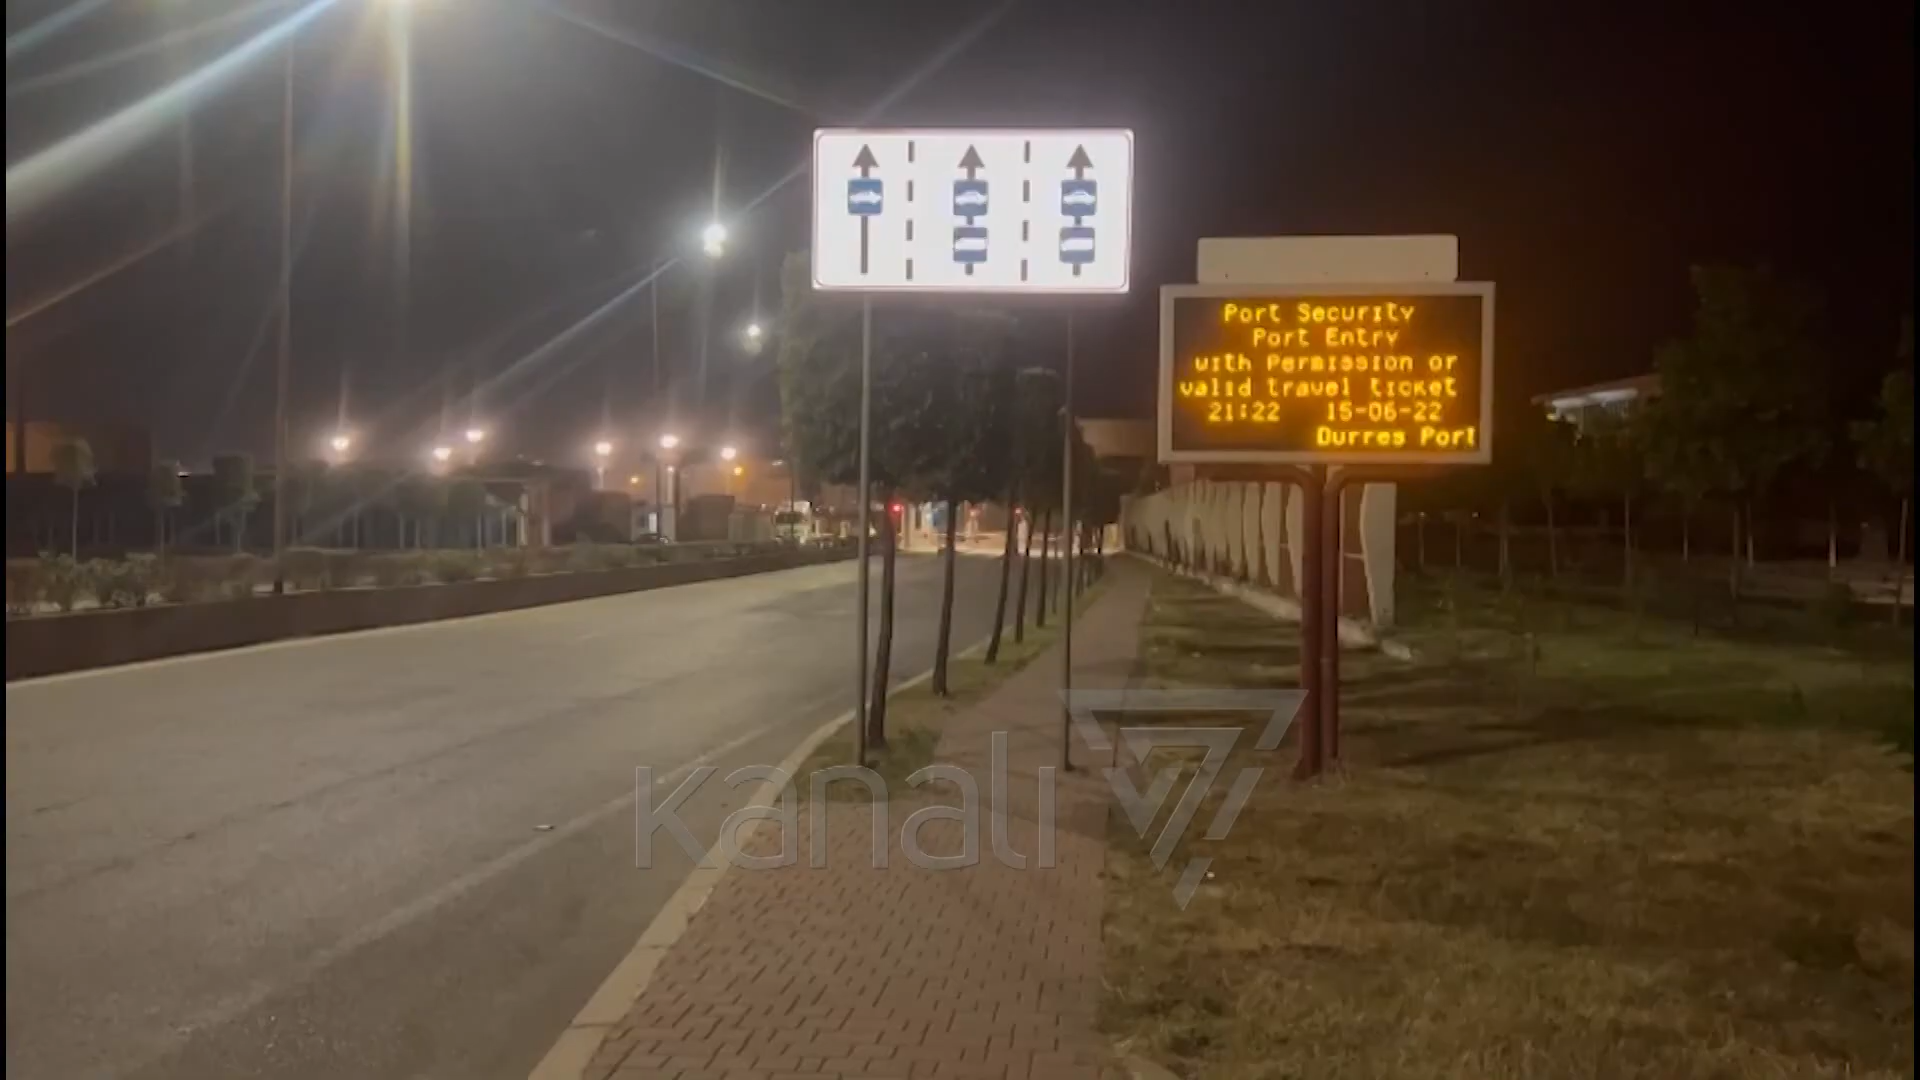 Port Security
Port Entry
with Permission or
valid travel ticket
21:22 15-06-22
Durres Port
kanali 7